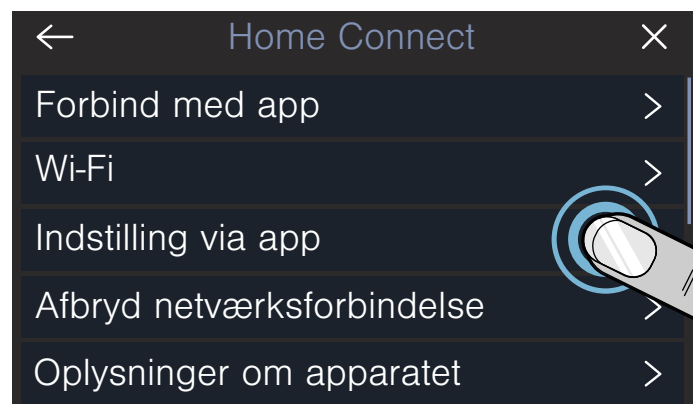 Home Connect
Forbind med app
Wi-Fi
Indstilling via app
Afbryd netværksforbindelse
Oplysninger om apparatet